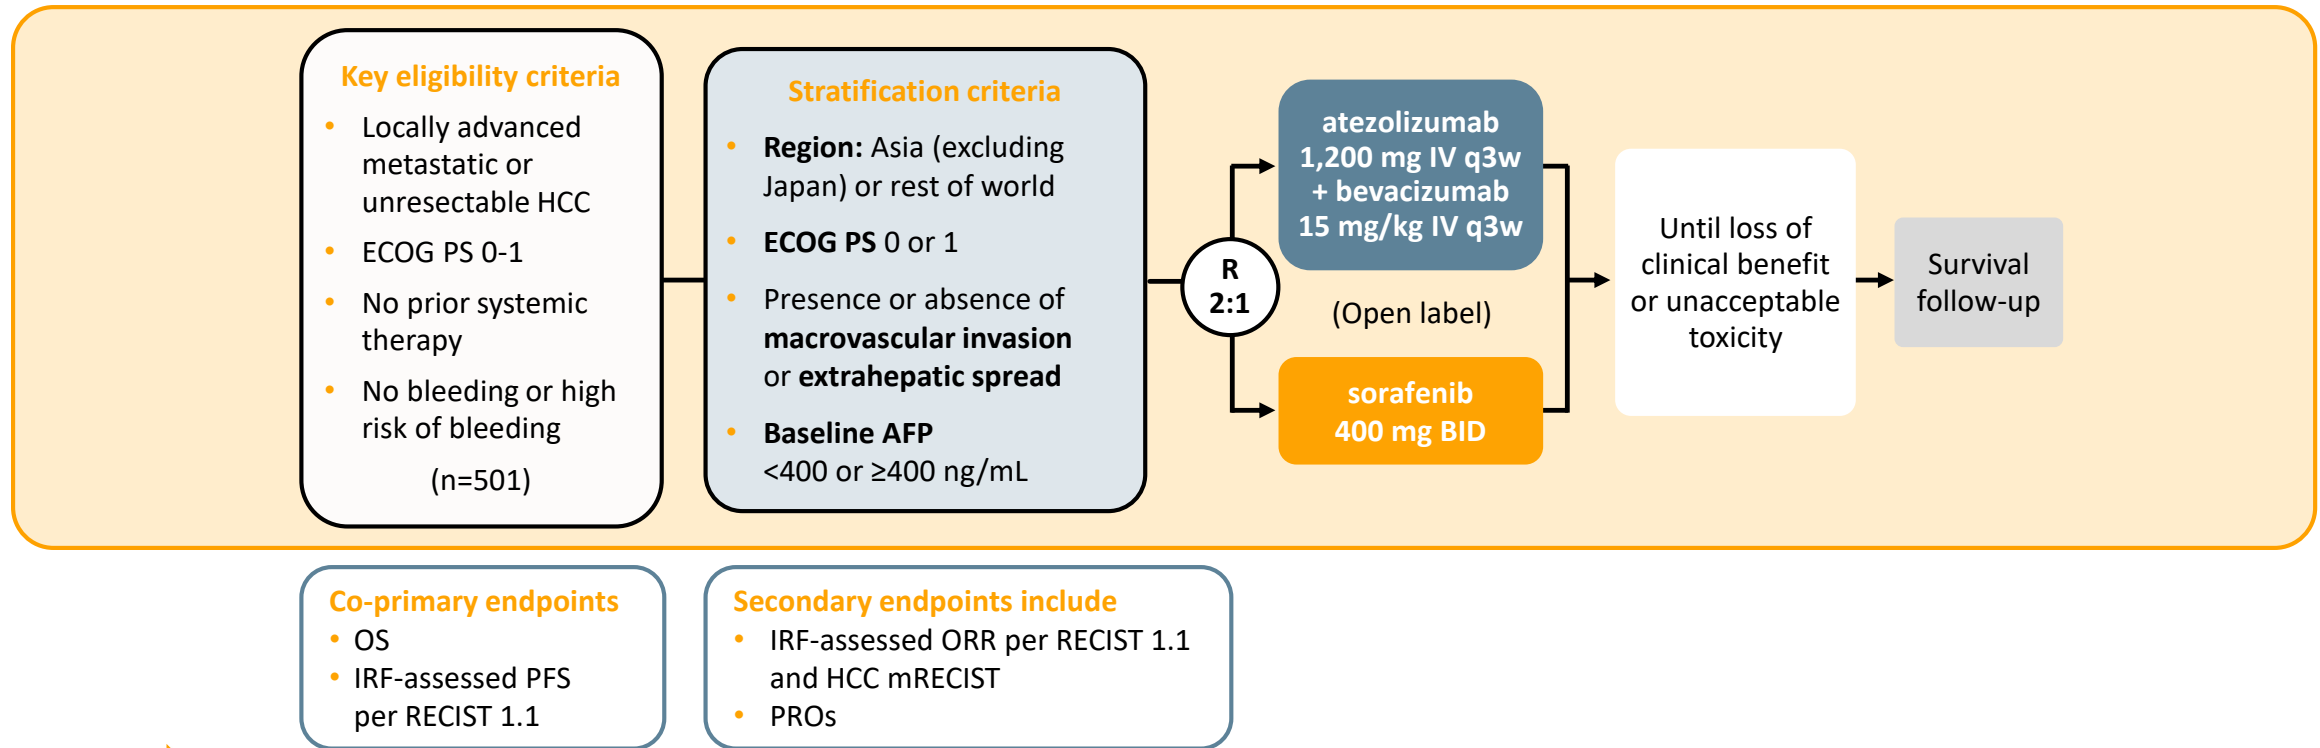 Key eligibility criteria
• Locally advanced
metastatic or
unresectable HCC
• ECOG PS 0-1
• No prior systemic
therapy
• No bleeding or high
risk of bleeding
(n=501)
Stratification criteria
• Region: Asia (excluding
Japan) or rest of world
• ECOG PS 0 or 1
• Presence or absence of
macrovascular invasion
or extrahepatic spread
• Baseline AFP
<400 or ≥400 ng/mL
R
2:1
atezolizumab
1,200 mg IV q3w
+ bevacizumab
15 mg/kg IV q3w
(Open label)
sorafenib
400 mg BID
Until loss of
clinical benefit
or unacceptable
toxicity
Survival
follow-up
Co-primary endpoints
• OS
• IRF-assessed PFS
per RECIST 1.1
Secondary endpoints include
• IRF-assessed ORR per RECIST 1.1
and HCC mRECIST
• PROs